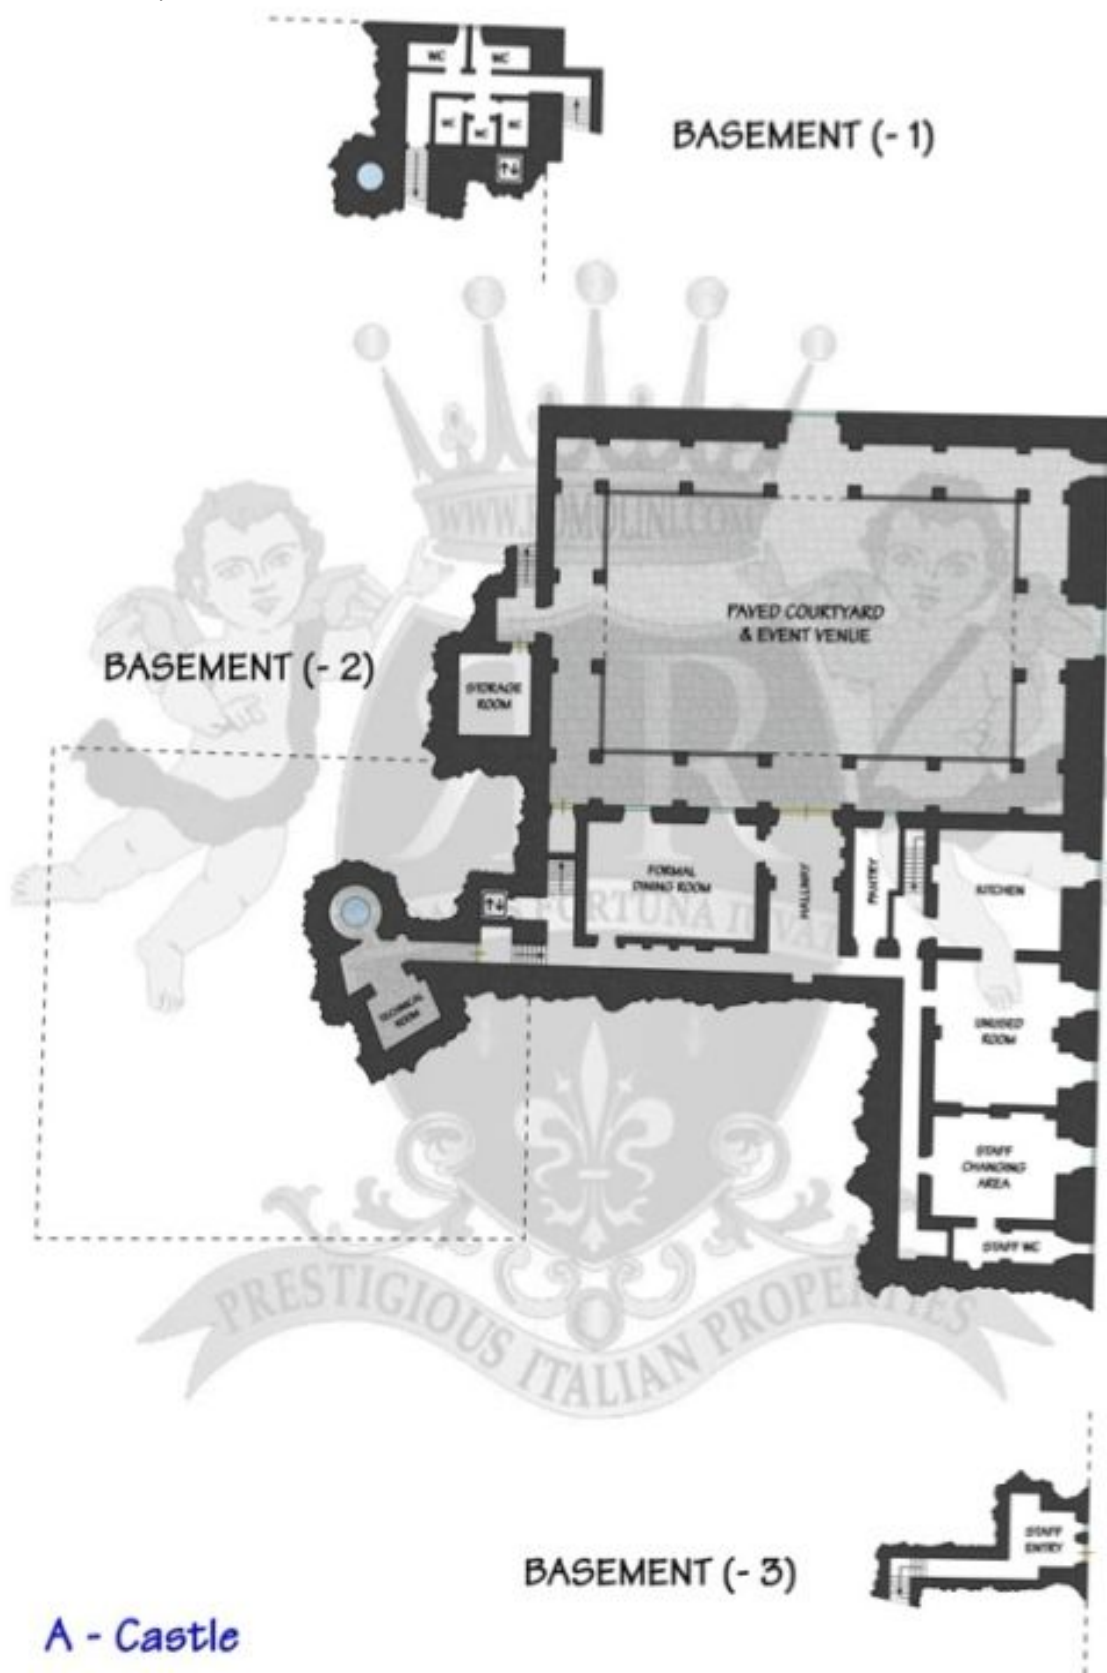 WC
WC
WC
WC
WC
BASEMENT (- 1)
WWW.ROMOLINI.COM
PAVED COURTYARD
& EVENT VENUE
BASEMENT (- 2)
STORAGE
ROOM
R
FORMAL
DINING ROOM
HALLWAY
PANTRY
KITCHEN
FORTUNA
TECHNICAL
ROOM
UNUSED
ROOM
STAFF
CHANGING
AREA
STAFF WC
PRESTIGIOUS ITALIAN PROPERTIES
STAFF
ENTRY
BASEMENT (- 3)
A - Castle